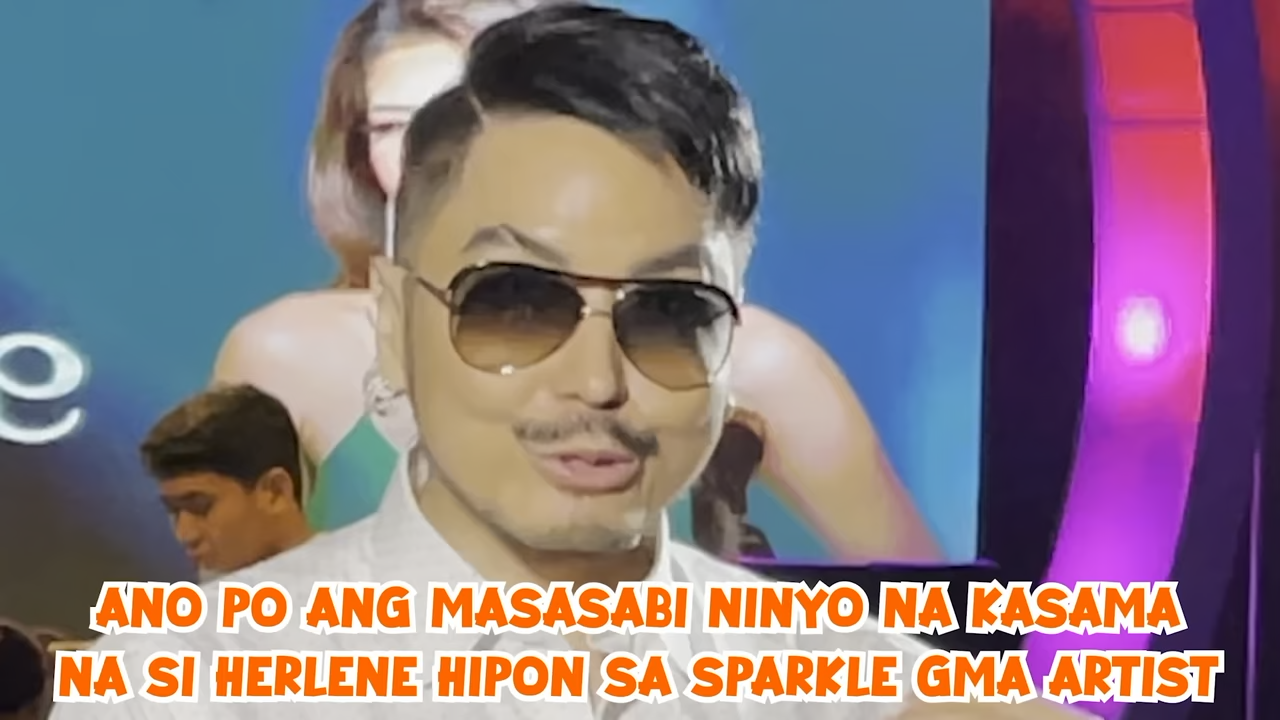 e
ANO PO ANG MASASABI NINYO NA KASAMA
NA SI HERLENE HIPON SA SPARKLE GMA ARTIST